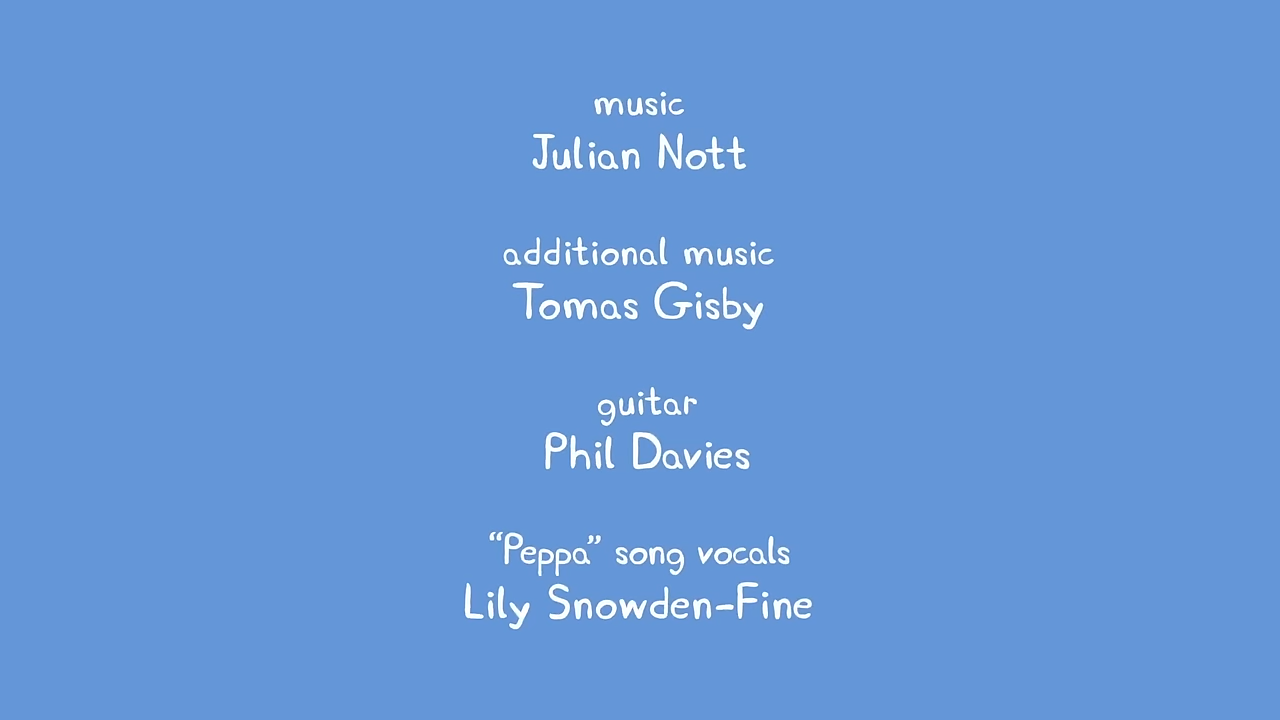 music
Julian Nott
additional music
Tomas Gisby
guitar
Phil Davies
“Peppa” song vocals
Lily Snowden-Fine